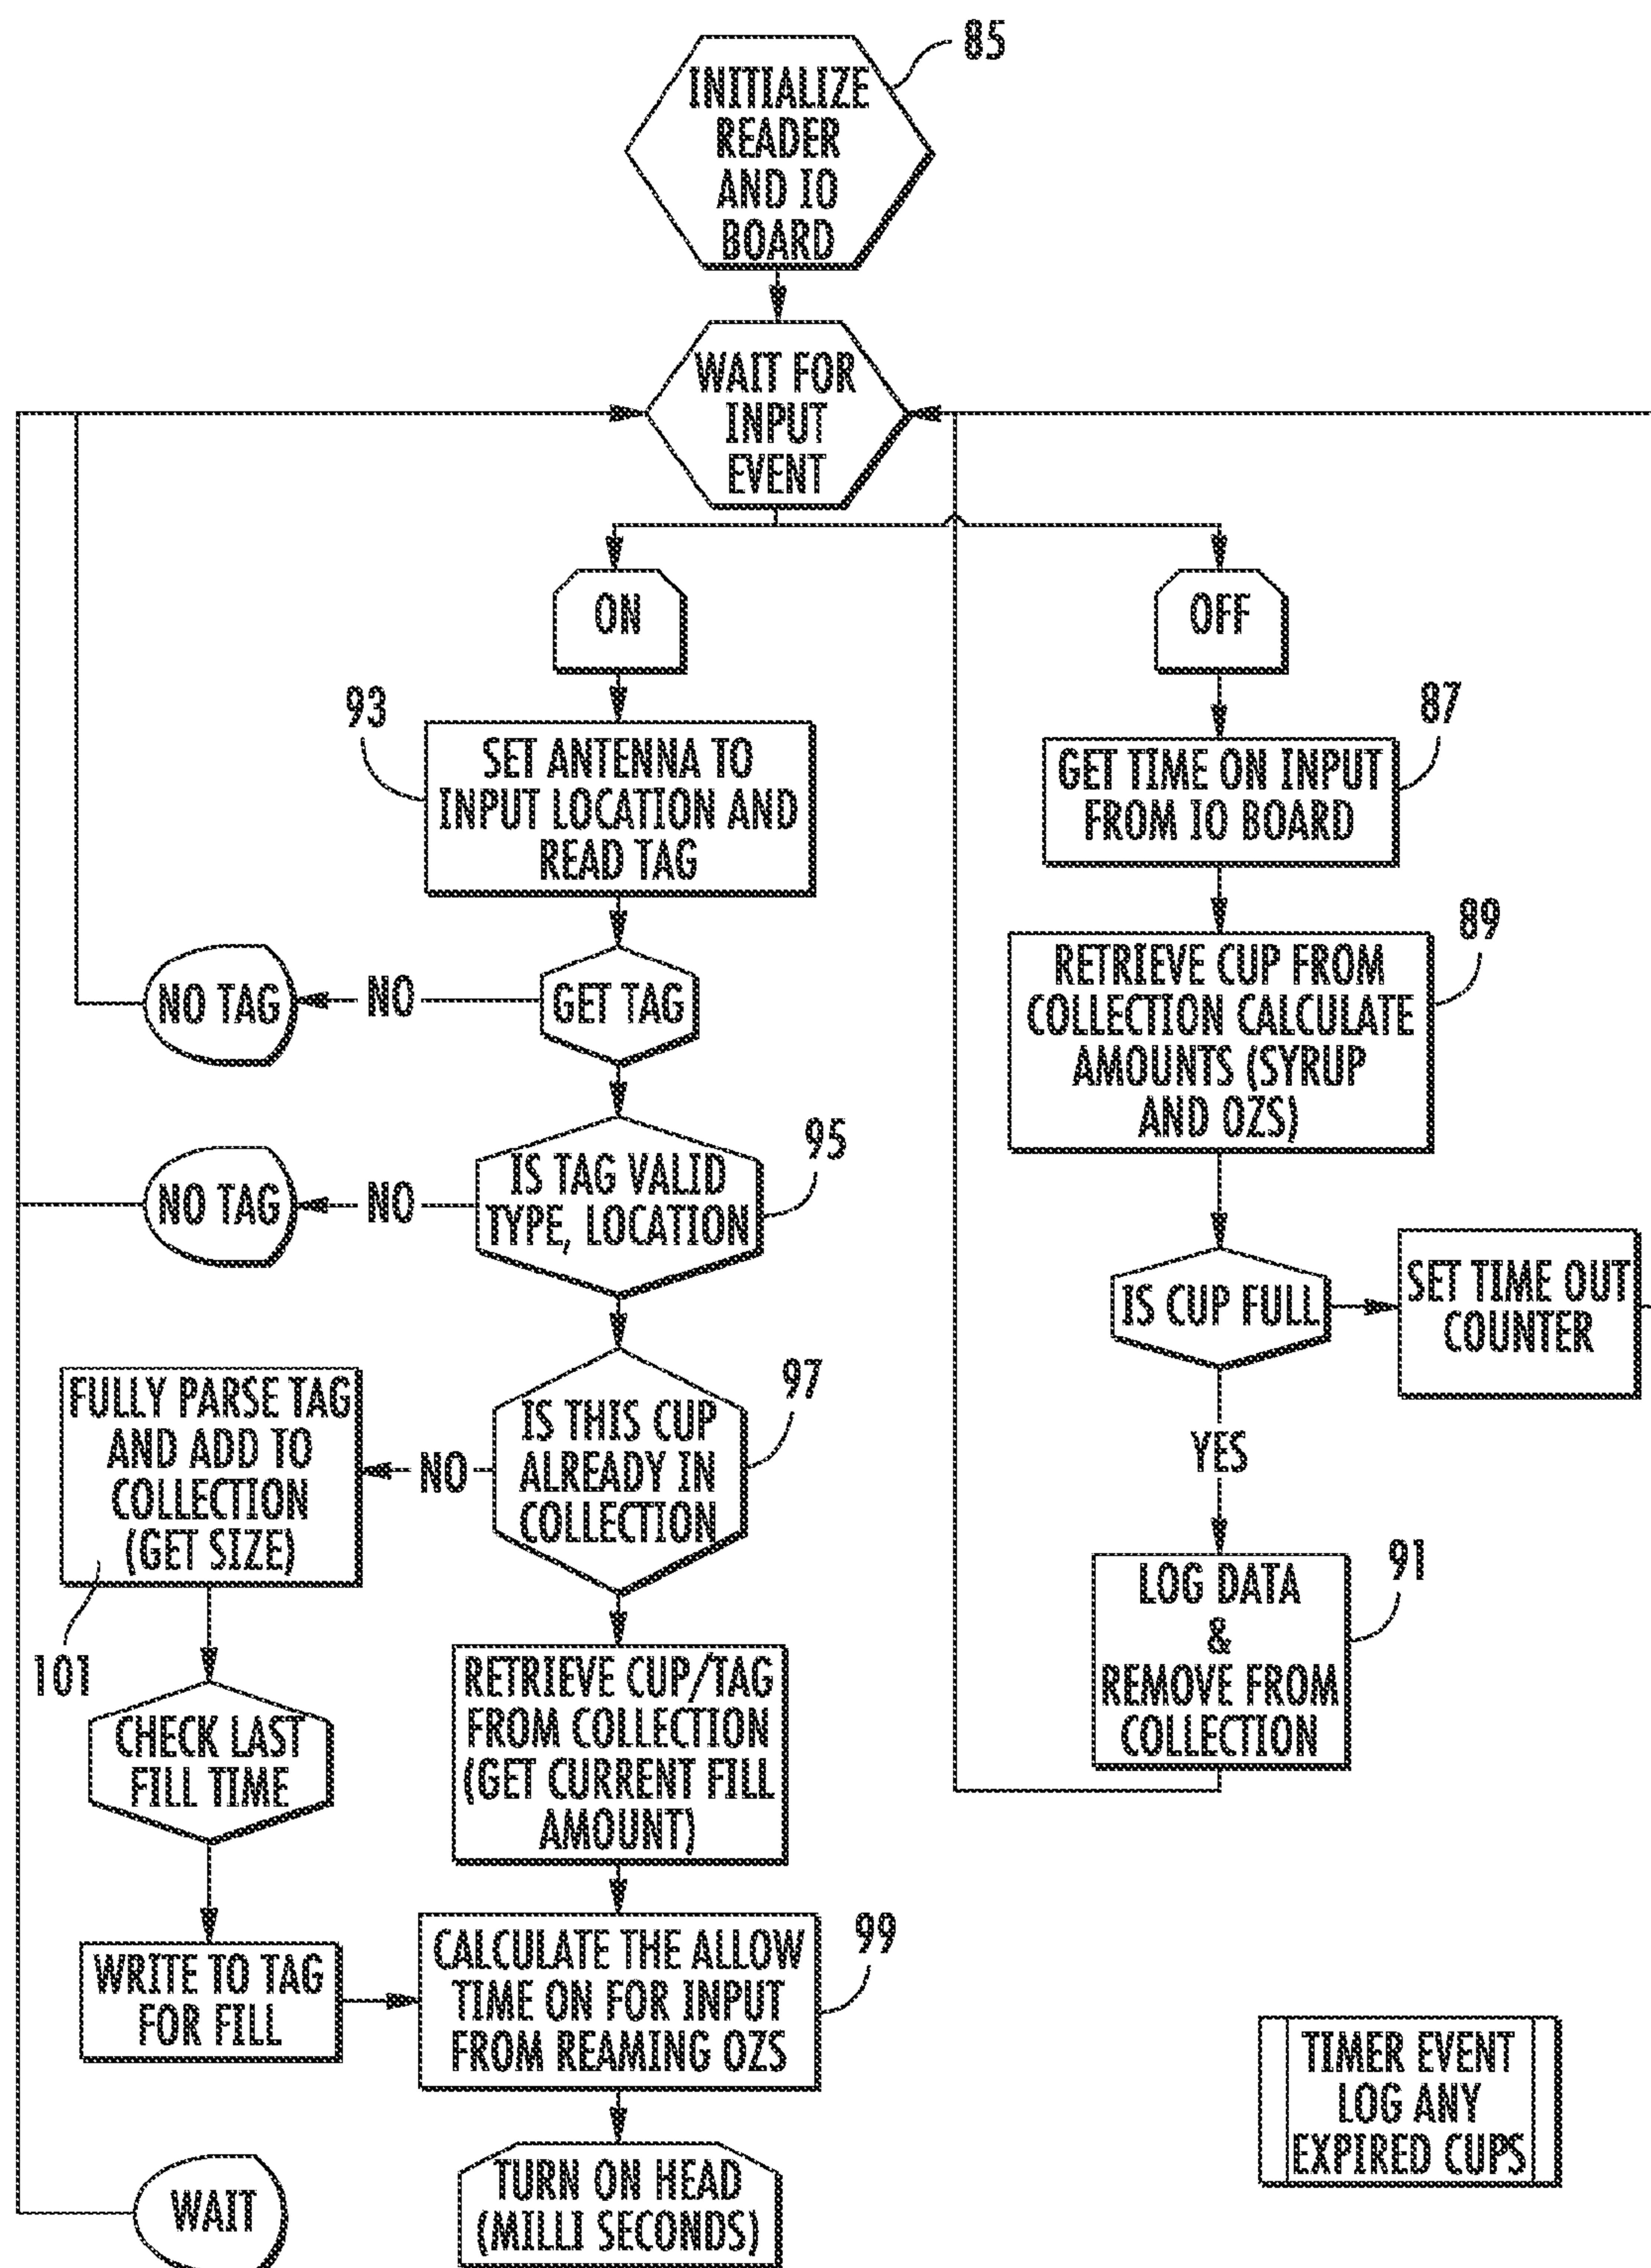 85
INITIALIZE
READER
AND IO
BOARD
WAIT FOR
INPUT
EVENT
ON
OFF
93
SET ANTENNA TO
INPUT LOCATION AND
READ TAG
87
GET TIME ON INPUT
FROM IO BOARD
NO TAG
NO
GET TAG
89
RETRIEVE CUP FROM
COLLECTION CALCULATE
AMOUNTS (SYRUP
AND OZS)
NO TAG
NO
95
IS TAG VALID
TYPE, LOCATION
IS CUP FULL
SET TIME OUT
COUNTER
YES
97
IS THIS CUP
ALREADY IN
COLLECTION
NO
FULLY PARSE TAG
AND ADD TO
COLLECTION
(GET SIZE)
101
91
LOG DATA
&
REMOVE FROM
COLLECTION
RETRIEVE CUP/TAG
FROM COLLECTION
(GET CURRENT FILL
AMOUNT)
CHECK LAST
FILL TIME
WRITE TO TAG
FOR FILL
99
CALCULATE THE ALLOW
TIME ON FOR INPUT
FROM REAMING OZS
TIMER EVENT
LOG ANY
EXPIRED CUPS
WAIT
TURN ON HEAD
(MILLI SECONDS)